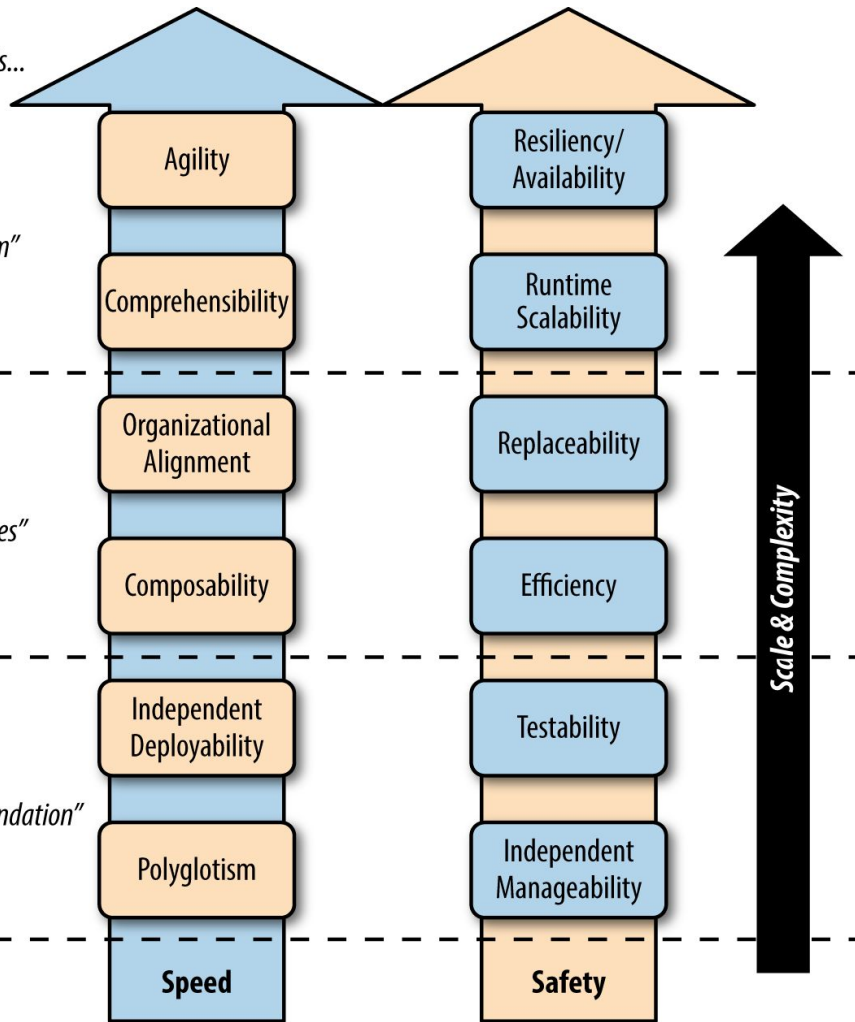 s...
Agility
Resiliency/
Availability
m"
Comprehensibility
Runtime
Scalability
Organizational
Alignment
Replaceability
es"
Composability
Efficiency
Scale & Complexity
Independent
Deployability
Testability
ndation"
Polyglotism
Independent
Manageability
Speed
Safety